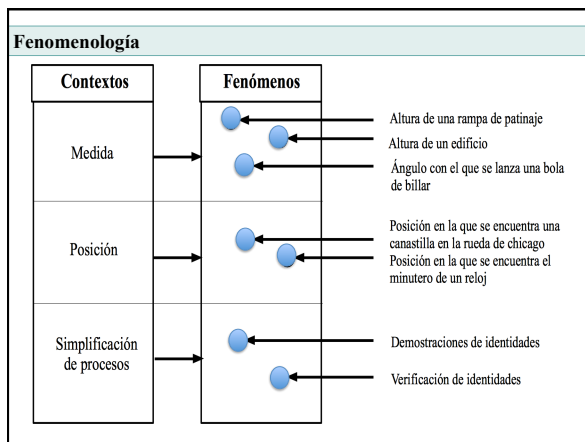 Fenomenología
Contextos
Fenómenos
Medida
Altura de una rampa de patinaje
Altura de un edificio
Ángulo con el que se lanza una bola
de billar
Posición
Posición en la que se encuentra una
canastilla en la rueda de chicago
Posición en la que se encuentra el
minutero de un reloj
Simplificación
de procesos
Demostraciones de identidades
Verificación de identidades